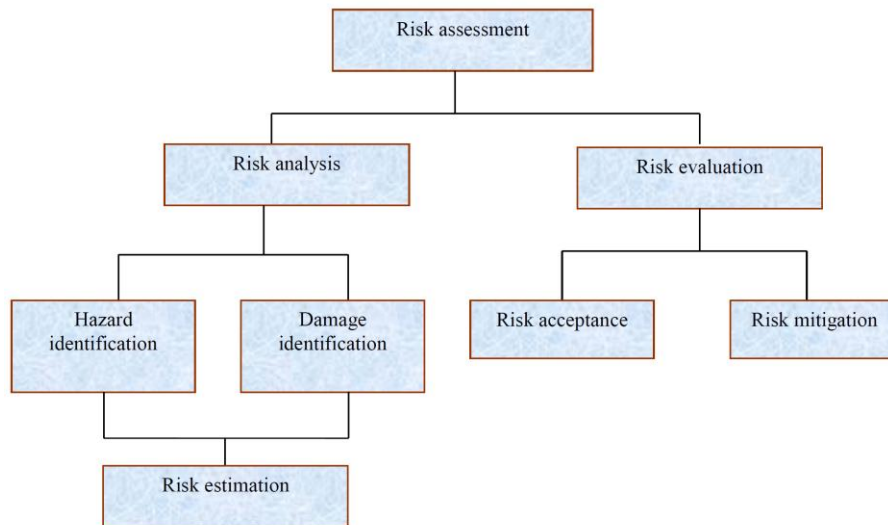 Risk assessment
Risk analysis
Risk evaluation
Hazard
identification
Damage
identification
Risk acceptance
Risk mitigation
Risk estimation